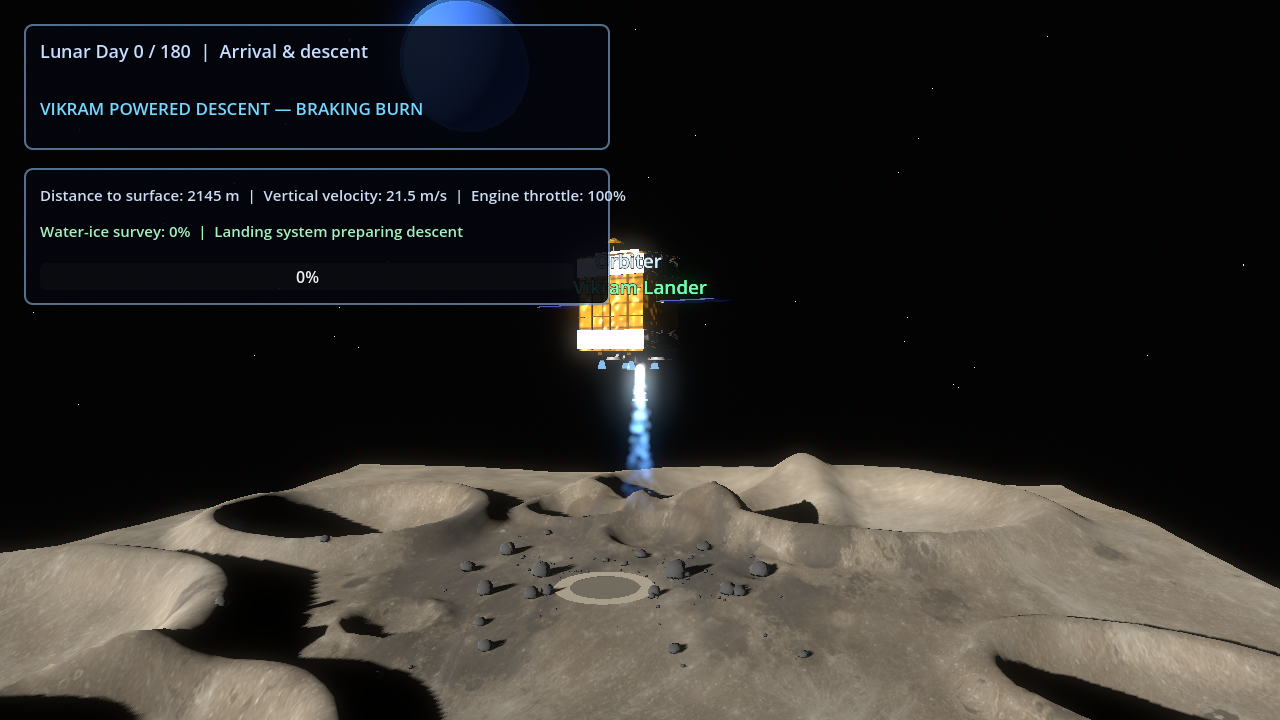 Lunar Day 0 / 180 | Arrival & descent
VIKRAM POWERED DESCENT — BRAKING BURN
Distance to surface: 2145 m | Vertical velocity: 21.5 m/s | Engine throttle: 100%
Water-ice survey: 0% | Landing system preparing descent
Orbiter
0%
Vikram Lander